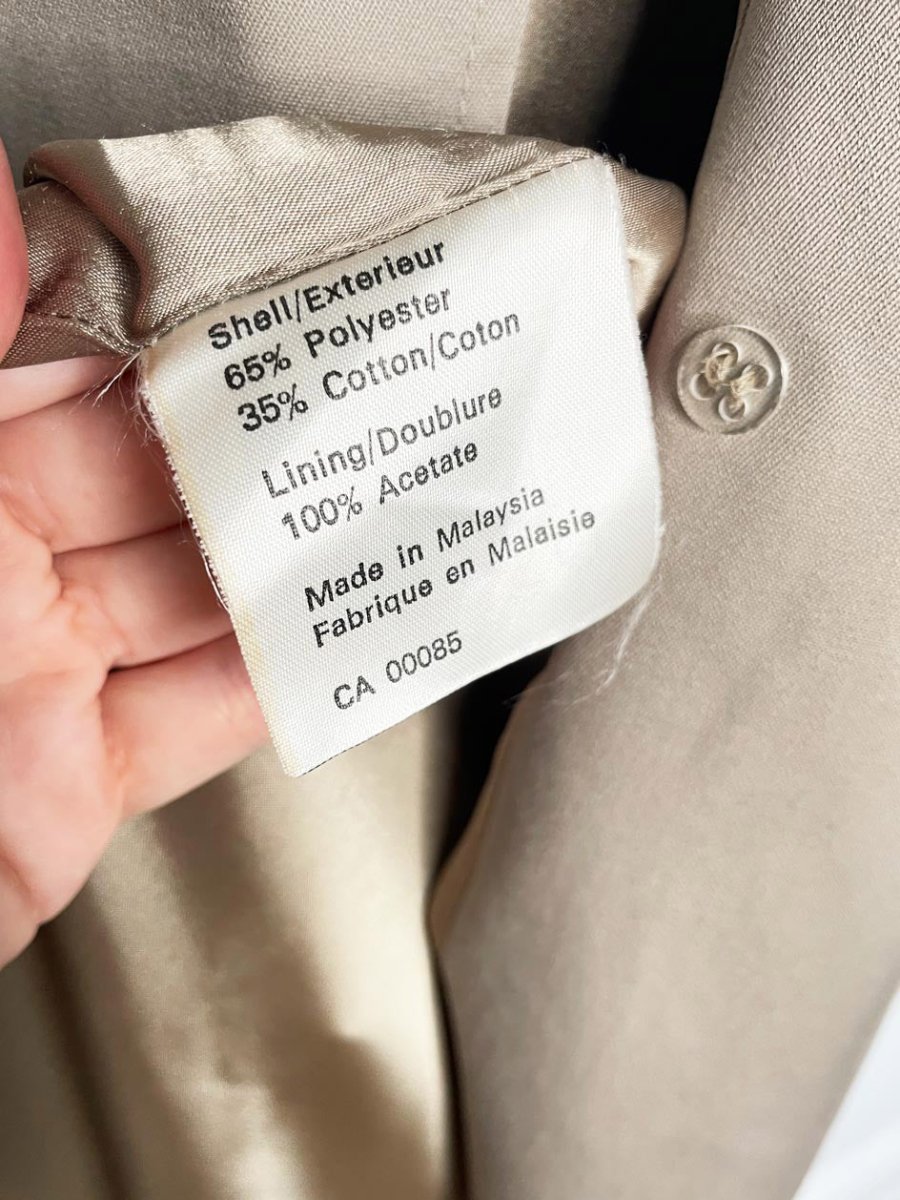 Shell/Exterieur
65% Polyester
35% Cotton/Coton
Lining/Doublure
100% Acetate
Made in Malaysia
Fabrique en Malaisie
CA 00085